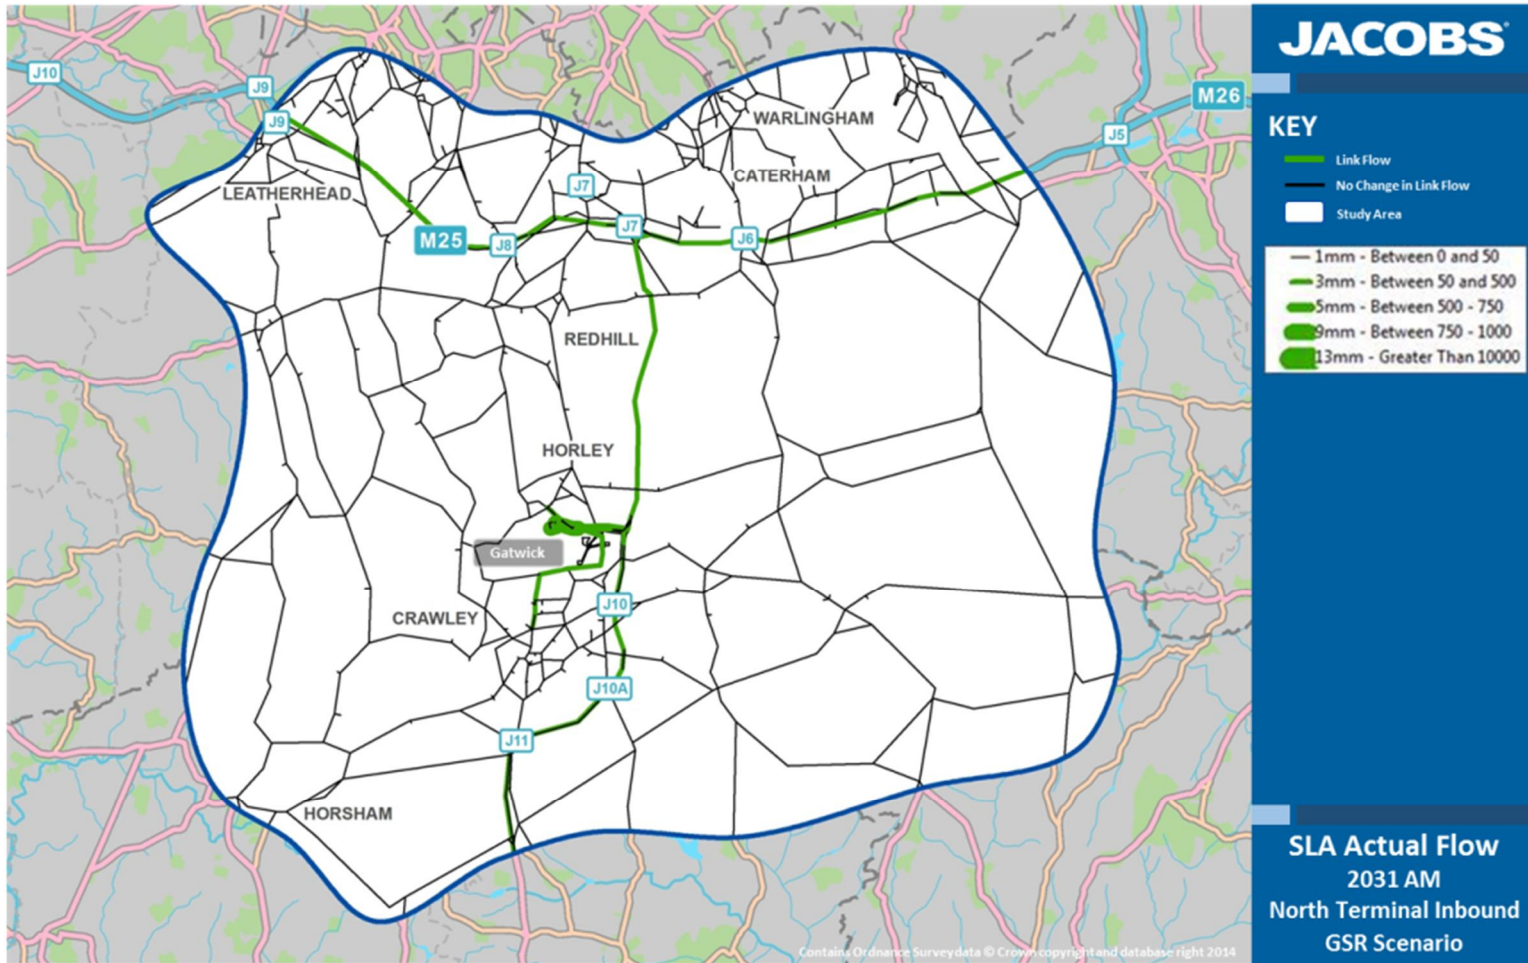 JACOBS
J10
J9
J9
M26
J5
WARLINGHAM
KEY
Link Flow
No Change in Link Flow
Study Area
CATERHAM
J7
LEATHERHEAD
J7
M25
J8
J6
1mm - Between 0 and 50
3mm - Between 50 and 500
5mm - Between 500 - 750
9mm - Between 750 - 1000
13mm - Greater Than 10000
REDHILL
HORLEY
Gatwick
J10
CRAWLEY
J10A
J11
HORSHAM
SLA Actual Flow
2031 AM
North Terminal Inbound
GSR Scenario
Contains Ordnance Survey data © Crown copyright and database right 2014